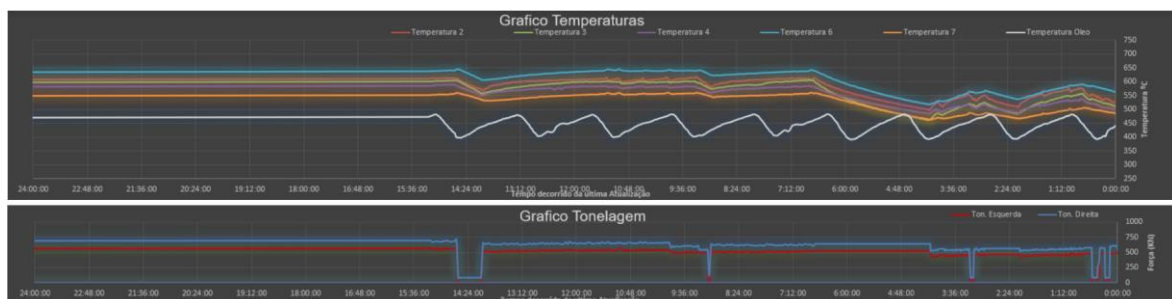 Grafico Temperaturas
Temperatura 2 Temperatura 3 Temperatura 4 Temperatura 6 Temperatura 7 Temperatura Oleo
750
700
650
600
550
500
450
400
350
300
250
Temperatura ºC
24:00:00 22:48:00 21:36:00 20:24:00 19:12:00 18:00:00 16:48:00 15:36:00 14:24:00 13:12:00 12:00:00 10:48:00 9:36:00 8:24:00 7:12:00 6:00:00 4:48:00 3:36:00 2:24:00 1:12:00 0:00:00
Tempo decorrido da ultima Atualização
Grafico Tonelagem
Ton. Esquerda Ton. Direita
1000
750
500
250
0
Força (KN)
24:00:00 22:48:00 21:36:00 20:24:00 19:12:00 18:00:00 16:48:00 15:36:00 14:24:00 13:12:00 12:00:00 10:48:00 9:36:00 8:24:00 7:12:00 6:00:00 4:48:00 3:36:00 2:24:00 1:12:00 0:00:00